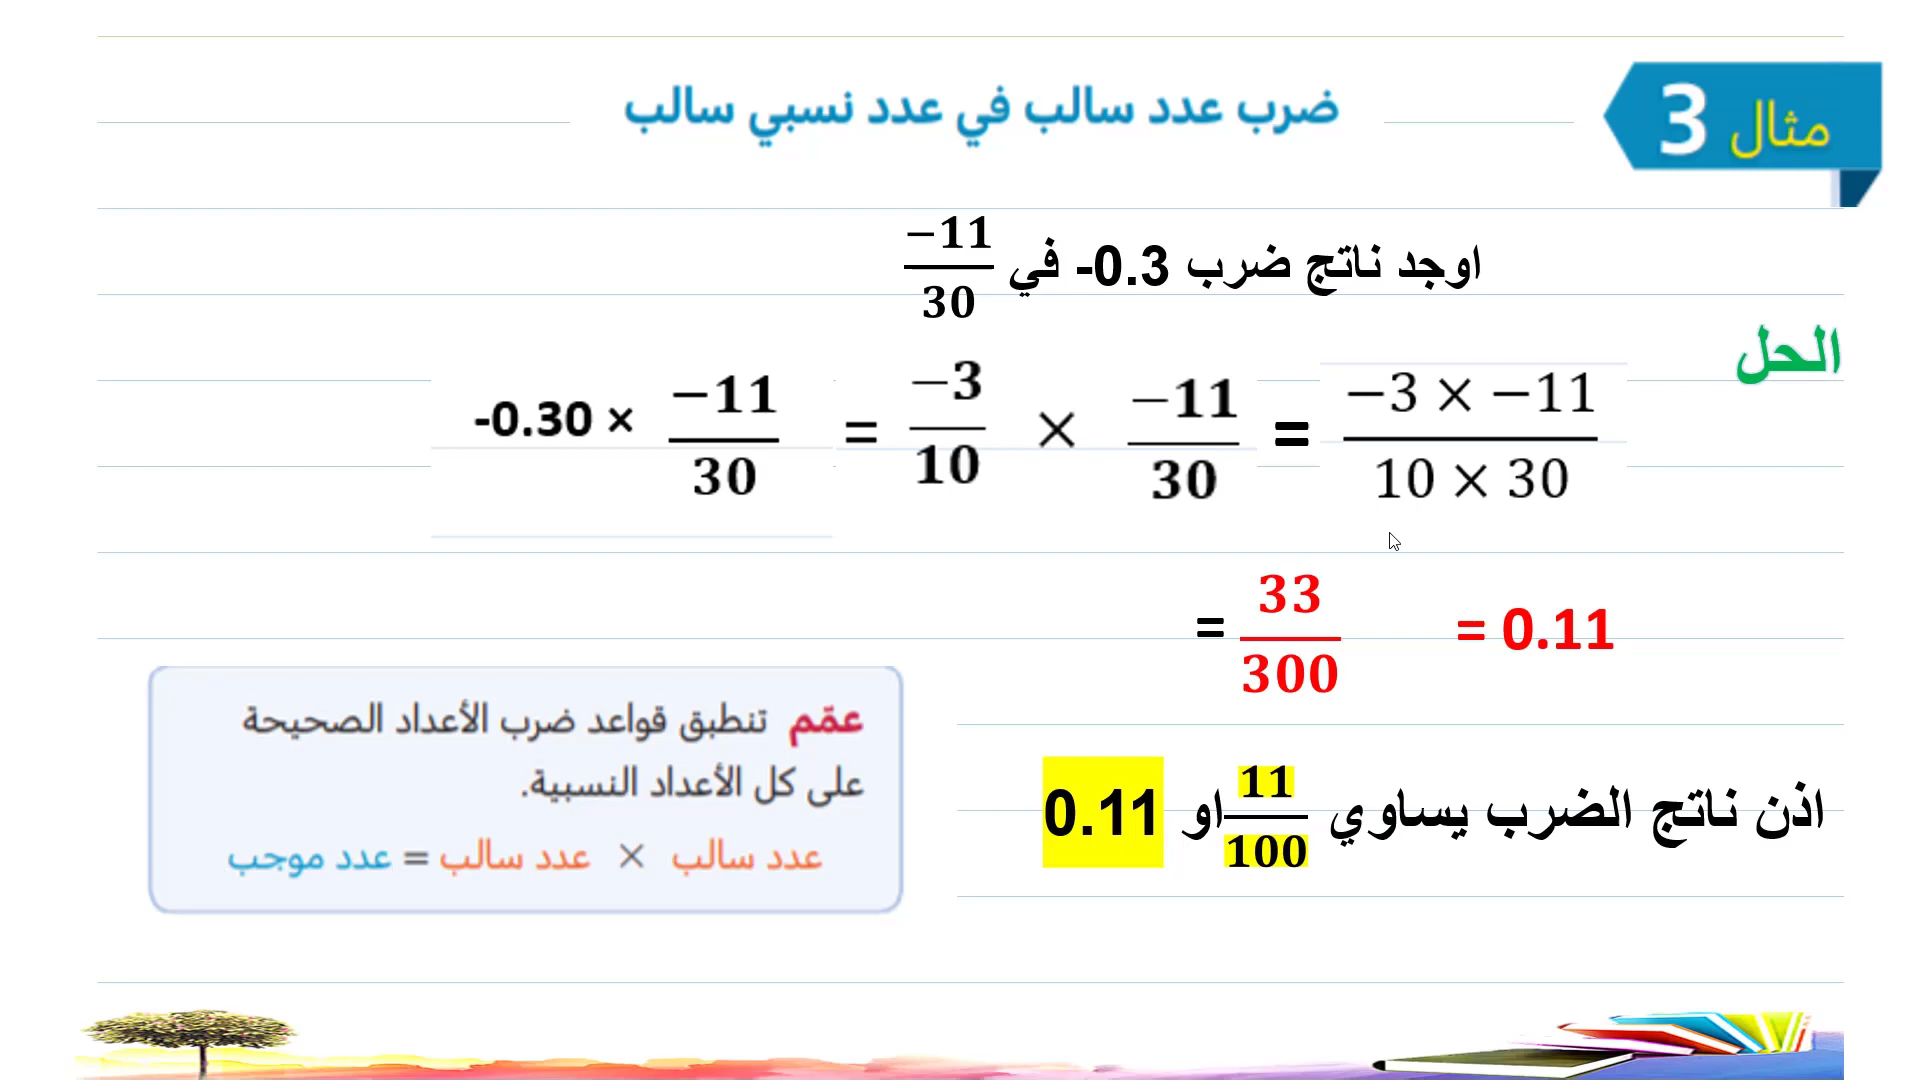 مثال 3
ضرب عدد سالب في عدد نسبي سالب
اوجد ناتج ضرب -0.3 في −11/30
الحل
-0.30 × −11/30 = −3/10 × −11/30 = −3 × −11/10 × 30
= 33/300 = 0.11
اذن ناتج الضرب يساوي 11/100 او 0.11
عمّم تنطبق قواعد ضرب الأعداد الصحيحة
على كل الأعداد النسبية.
عدد سالب × عدد سالب = عدد موجب